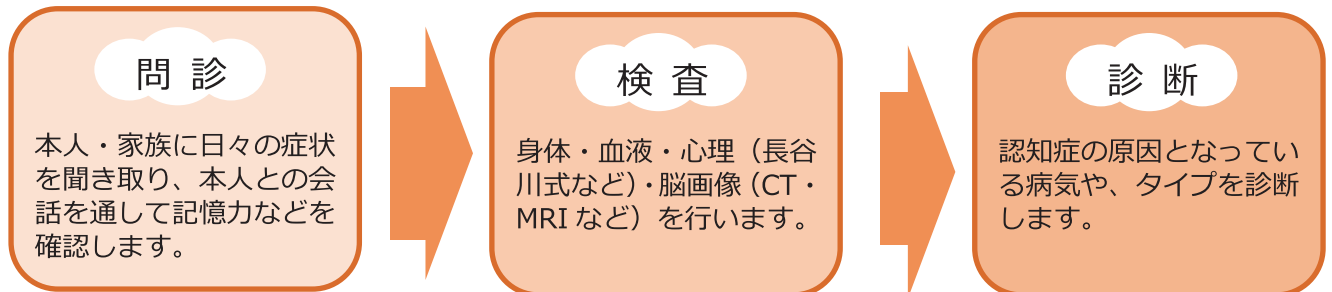 問診
本人・家族に日々の症状
を聞き取り、本人との会
話を通して記憶力などを
確認します。
検査
身体・血液・心理（長谷
川式など）・脳画像（CT・
MRI など）を行います。
診断
認知症の原因となってい
る病気や、タイプを診断
します。